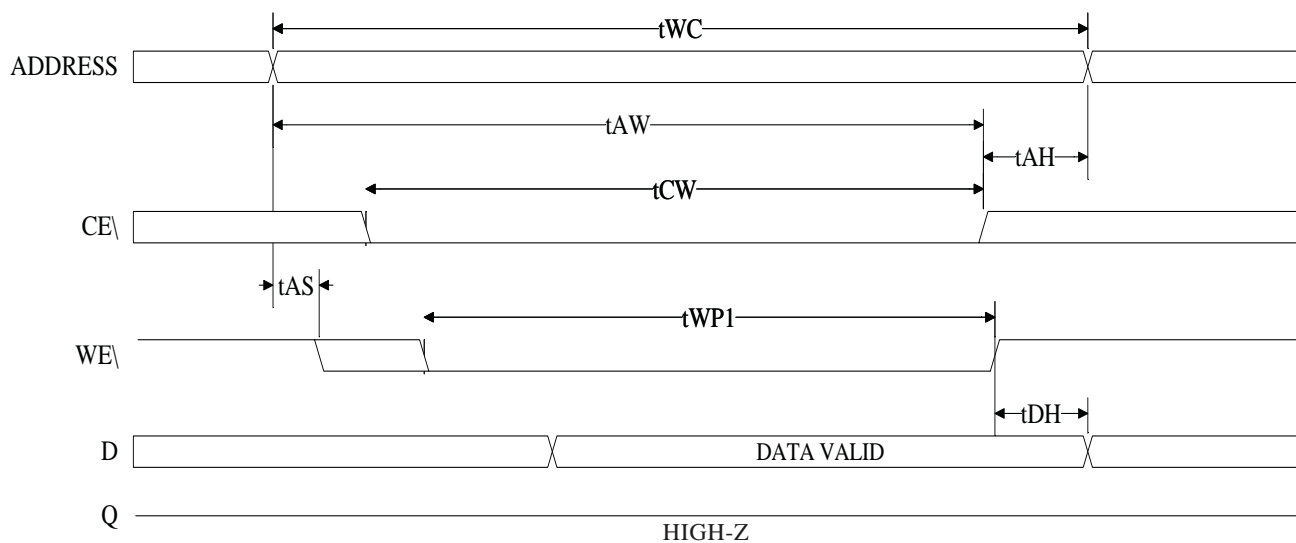 tWC
ADDRESS
tAW
tAH
tCW
CE\
tAS
tWP1
WE\
tDH
D DATA VALID
Q
HIGH-Z